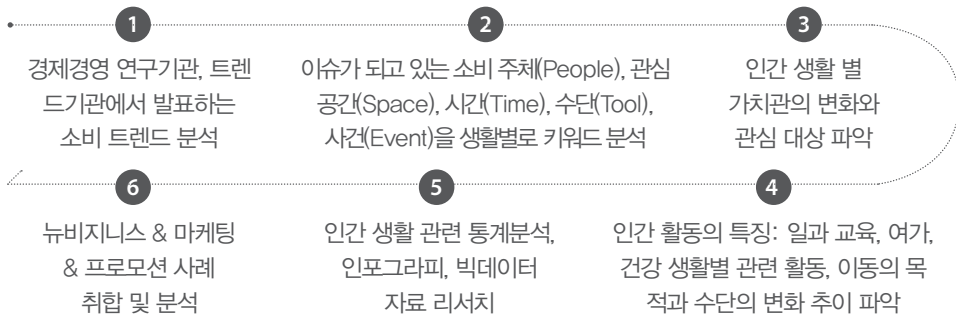 1
경제경영 연구기관, 트렌
드기관에서 발표하는
소비 트렌드 분석
2
이슈가 되고 있는 소비 주체(People), 관심
공간(Space), 시간(Time), 수단(Tool),
사건(Event)을 생활별로 키워드 분석
3
인간 생활 별
가치관의 변화와
관심 대상 파악
4
인간 활동의 특징: 일과 교육, 여가,
건강 생활별 관련 활동, 이동의 목
적과 수단의 변화 추이 파악
5
인간 생활 관련 통계분석,
인포그라피, 빅데이터
자료 리서치
6
뉴비지니스 & 마케팅
& 프로모션 사례
취합 및 분석